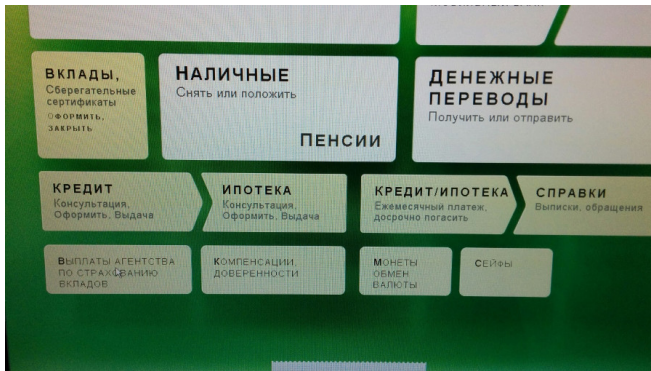 ВКЛАДЫ,
Сберегательные
сертификаты
ОФОРМИТЬ,
ЗАКРЫТЬ
НАЛИЧНЫЕ
Снять или положить
ПЕНСИИ
ДЕНЕЖНЫЕ
ПЕРЕВОДЫ
Получить или отправить
КРЕДИТ
Консультация,
Оформить, Выдача
ИПОТЕКА
Консультация,
Оформить, Выдача
КРЕДИТ/ИПОТЕКА
Ежемесячный платеж,
досрочно погасить
СПРАВКИ
Выписки, обращения
ВЫПЛАТЫ АГЕНТСТВА
ПО СТРАХОВАНИЮ
ВКЛАДОВ
КОМПЕНСАЦИИ,
ДОВЕРЕННОСТИ
МОНЕТЫ
ОБМЕН
ВАЛЮТЫ
СЕЙФЫ